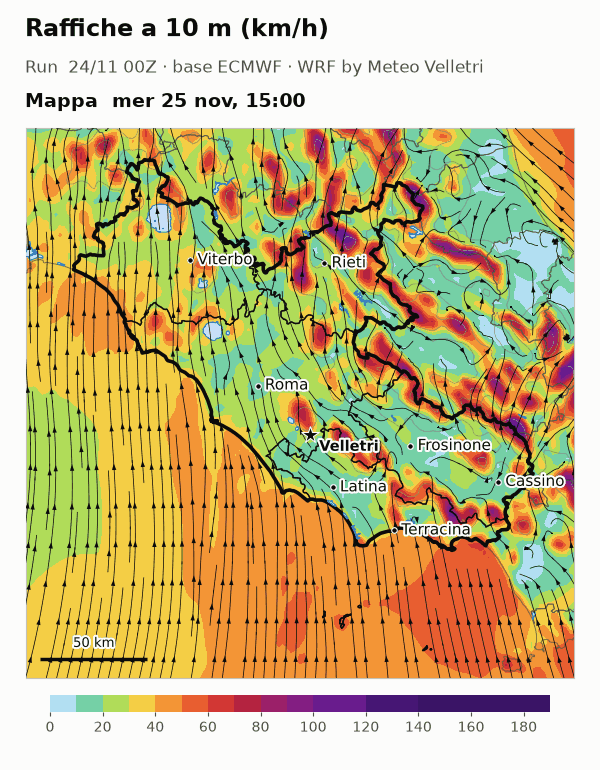 Raffiche a 10 m (km/h)
Run  24/11 00Z · base ECMWF · WRF by Meteo Velletri
Mappa  mer 25 nov, 15:00
Viterbo
Rieti
Roma
Velletri
Frosinone
Cassino
Latina
Terracina
50 km
0 20 40 60 80 100 120 140 160 180